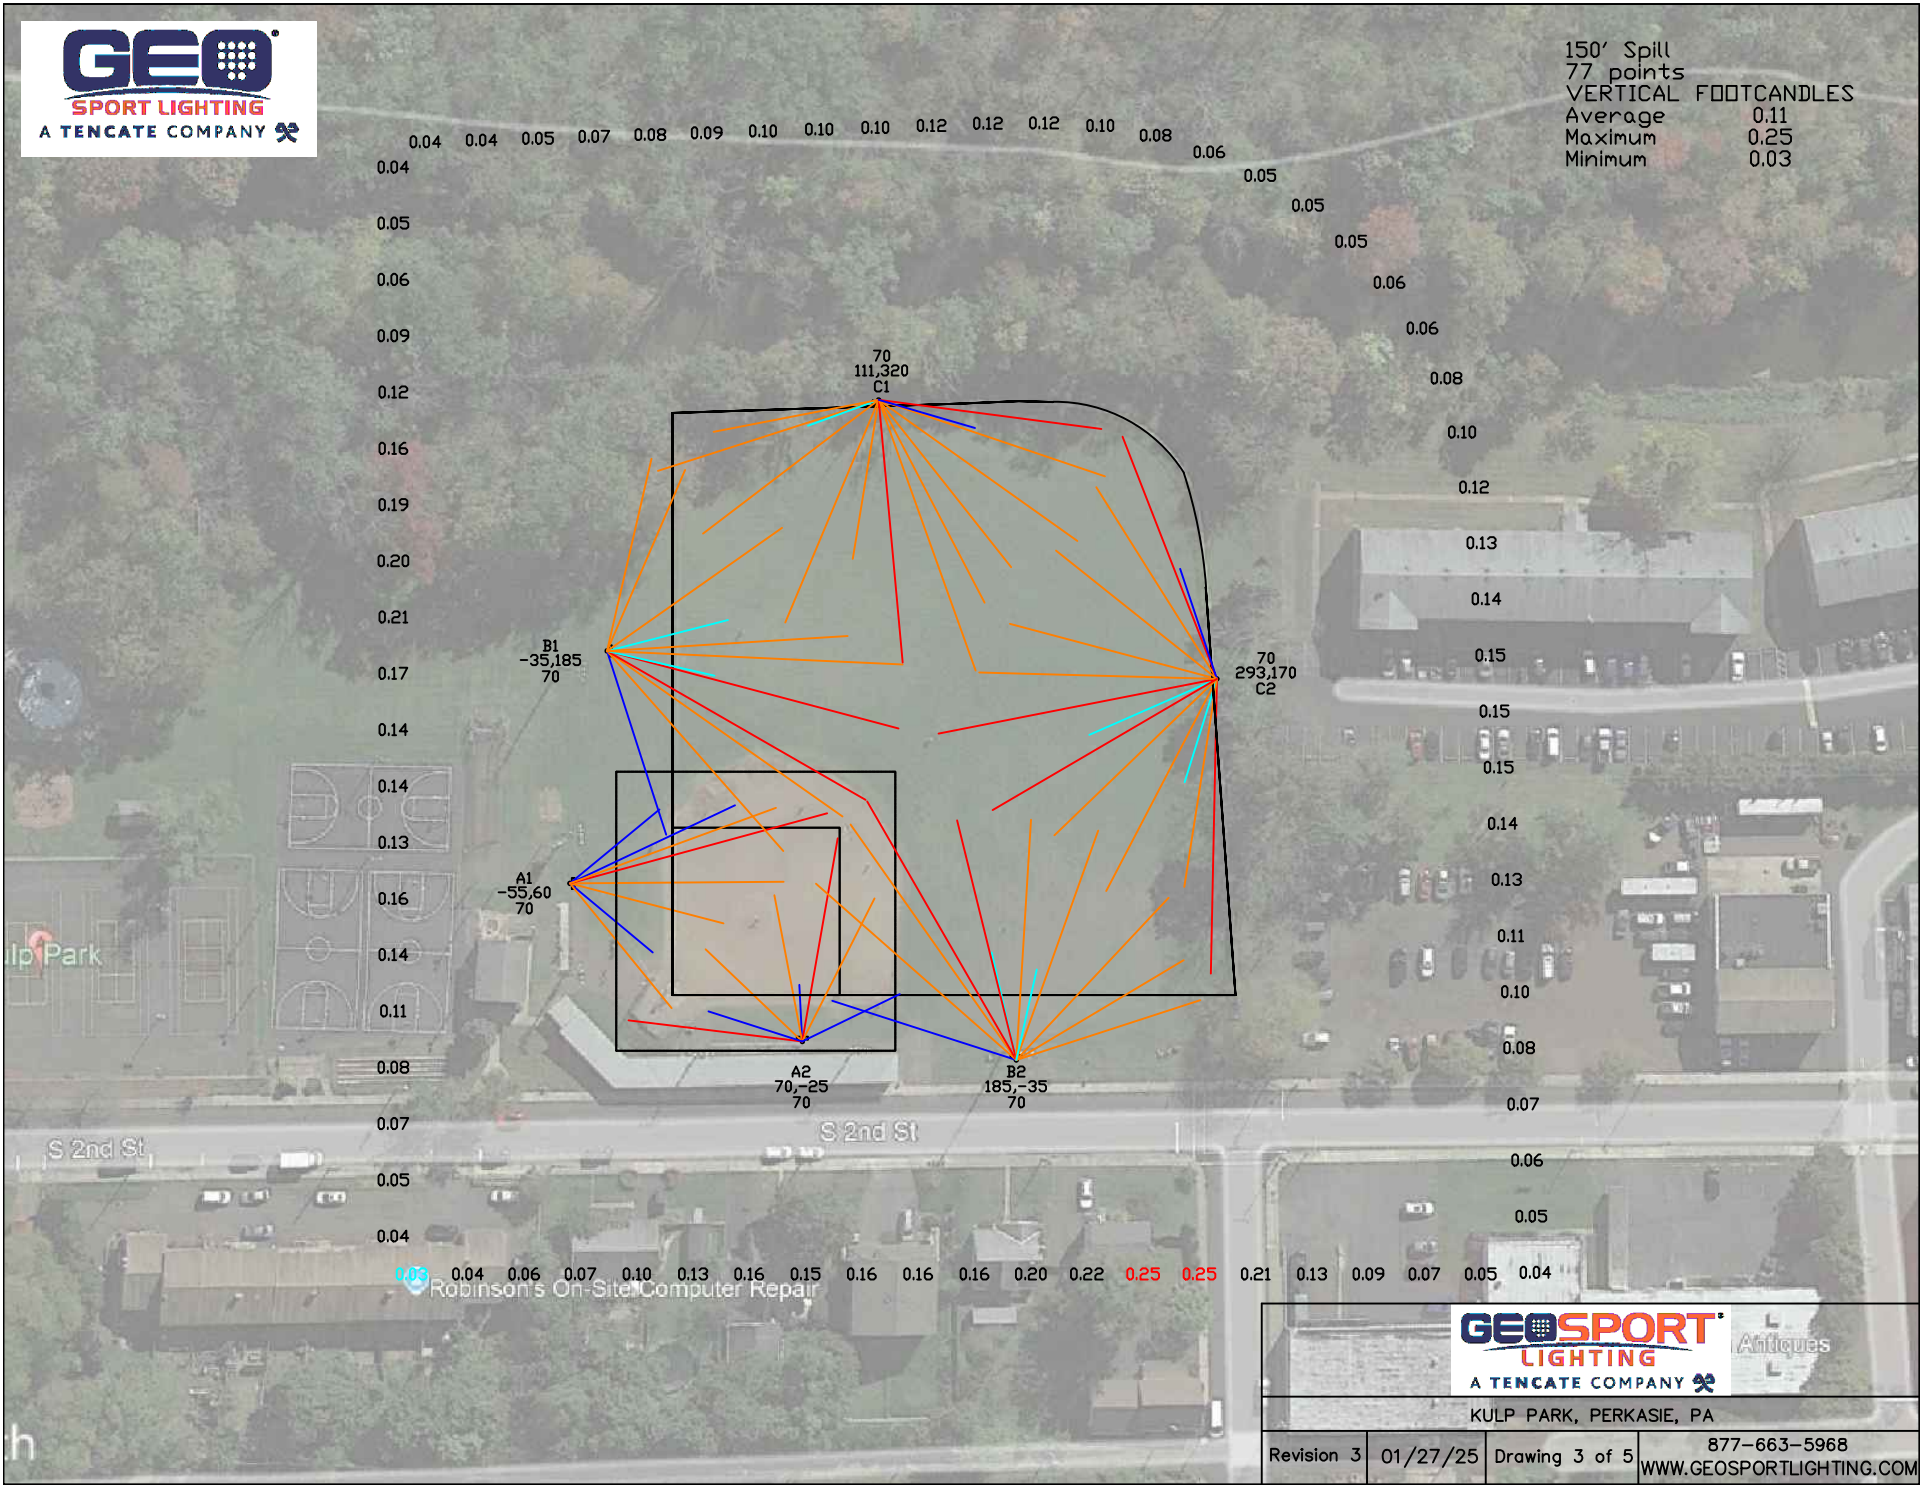 GEO
SPORT LIGHTING
A TENCATE COMPANY
150' Spill
77 points
VERTICAL FOOTCANDLES
Average 0.11
Maximum 0.25
Minimum 0.03
0.04 0.04 0.05 0.07 0.08 0.09 0.10 0.10 0.10 0.12 0.12 0.12 0.10 0.08
0.06
0.04
0.05
0.05
0.05
0.05
0.06
0.06
0.09
0.06
0.08
0.12
0.10
0.16
0.12
0.19
0.13
0.20
0.14
0.21
0.15
0.17
0.15
0.14
0.15
0.14
0.14
0.13
0.13
0.16
0.11
0.14
0.10
0.11
0.08
0.08
0.07
0.07
0.06
0.05
0.05
0.04
0.03 0.04 0.06 0.07 0.10 0.13 0.16 0.15 0.16 0.16 0.16 0.20 0.22 0.25 0.25 0.21 0.13 0.09 0.07 0.05 0.04
70
111,320
C1
B1
-35,185
70
70
293,170
C2
A1
-55,60
70
A2
70,-25
70
B2
185,-35
70
ulp Park
S 2nd St
S 2nd St
Robinson's On-Site Computer Repair
Antiques
h
GEOSPORT
LIGHTING
A TENCATE COMPANY
KULP PARK, PERKASIE, PA
Revision 3
01/27/25
Drawing 3 of 5
877-663-5968
WWW.GEOSPORTLIGHTING.COM